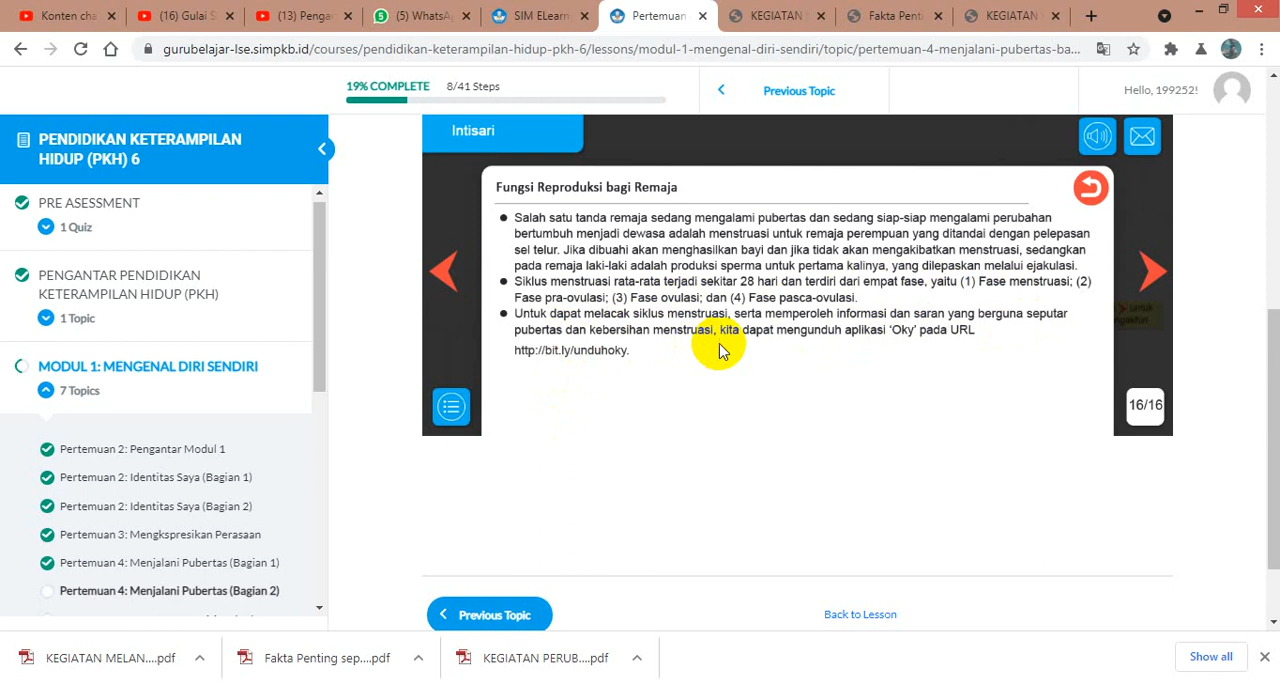 Konten cha
(16) Gulai S
(13) Penga
(5) WhatsA
SIM ELearn
Pertemuan
KEGIATAN
Fakta Pent
KEGIATAN
gurubelajar-lse.simpkb.id/courses/pendidikan-keterampilan-hidup-pkh-6/lessons/modul-1-mengenal-diri-sendiri/topic/pertemuan-4-menjalani-pubertas-ba...
19% COMPLETE 8/41 Steps
Previous Topic
Hello, 199252!
PENDIDIKAN KETERAMPILAN
HIDUP (PKH) 6
PRE ASESSMENT
1 Quiz
PENGANTAR PENDIDIKAN
KETERAMPILAN HIDUP (PKH)
1 Topic
MODUL 1: MENGENAL DIRI SENDIRI
7 Topics
Pertemuan 2: Pengantar Modul 1
Pertemuan 2: Identitas Saya (Bagian 1)
Pertemuan 2: Identitas Saya (Bagian 2)
Pertemuan 3: Mengkspresikan Perasaan
Pertemuan 4: Menjalani Pubertas (Bagian 1)
Pertemuan 4: Menjalani Pubertas (Bagian 2)
Intisari
Fungsi Reproduksi bagi Remaja
Salah satu tanda remaja sedang mengalami pubertas dan sedang siap-siap mengalami perubahan
bertumbuh menjadi dewasa adalah menstruasi untuk remaja perempuan yang ditandai dengan pelepasan
sel telur. Jika dibuahi akan menghasilkan bayi dan jika tidak akan mengakibatkan menstruasi, sedangkan
pada remaja laki-laki adalah produksi sperma untuk pertama kalinya, yang dilepaskan melalui ejakulasi.
Siklus menstruasi rata-rata terjadi sekitar 28 hari dan terdiri dari empat fase, yaitu (1) Fase menstruasi; (2)
Fase pra-ovulasi; (3) Fase ovulasi; dan (4) Fase pasca-ovulasi.
Untuk dapat melacak siklus menstruasi, serta memperoleh informasi dan saran yang berguna seputar
pubertas dan kebersihan menstruasi, kita dapat mengunduh aplikasi ‘Oky’ pada URL
http://bit.ly/unduhoky.
16/16
Previous Topic
Back to Lesson
KEGIATAN MELAN....pdf
Fakta Penting sep....pdf
KEGIATAN PERUB....pdf
Show all